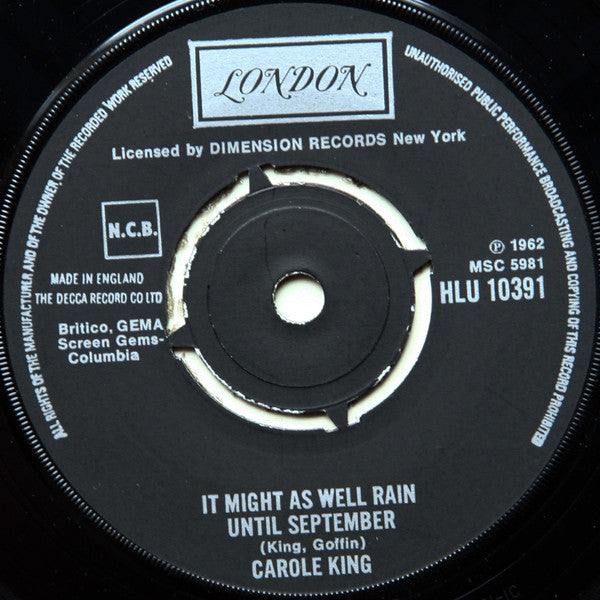 LONDON
Licensed by DIMENSION RECORDS New York
ALL RIGHTS OF THE MANUFACTURER AND OF THE OWNER OF THE RECORDED WORK RESERVED
UNAUTHORISED PUBLIC PERFORMANCE BROADCASTING AND COPYING OF THIS RECORD PROHIBITED
N.C.B.
MADE IN ENGLAND
THE DECCA RECORD CO LTD
Britico, GEMA
Screen Gems-
Columbia
℗ 1962
MSC 5981
HLU 10391
IT MIGHT AS WELL RAIN
UNTIL SEPTEMBER
(King, Goffin)
CAROLE KING